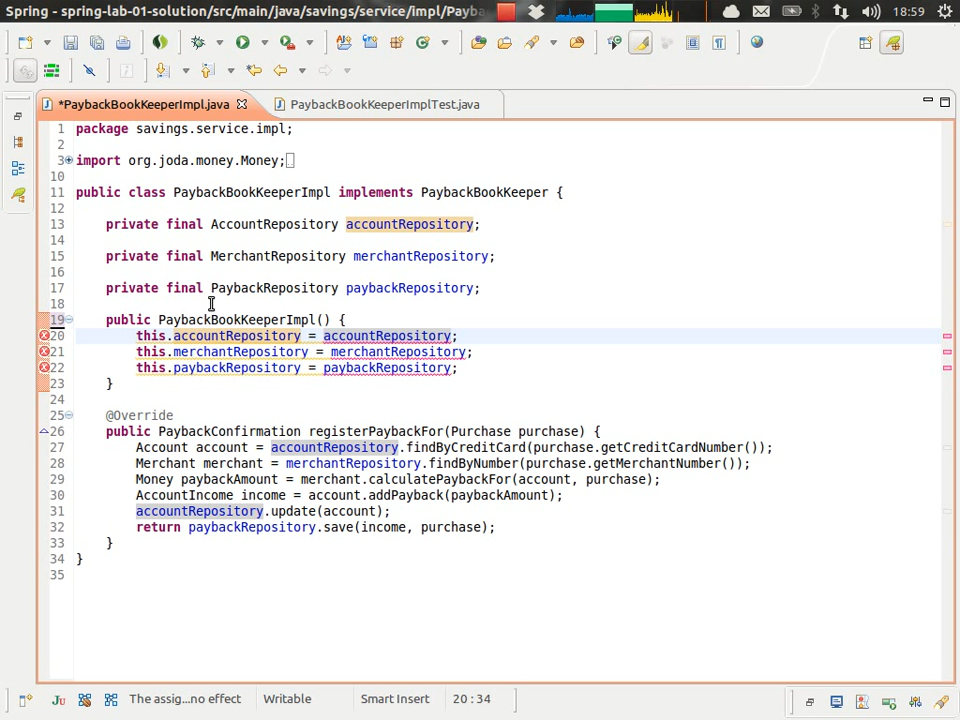 Spring - spring-lab-01-solution/src/main/java/savings/service/impl/Payb
18:59
*PaybackBookKeeperImpl.java
PaybackBookKeeperImplTest.java
1 package savings.service.impl;
2
3 import org.joda.money.Money;
10
11 public class PaybackBookKeeperImpl implements PaybackBookKeeper {
12
13 private final AccountRepository accountRepository;
14
15 private final MerchantRepository merchantRepository;
16
17 private final PaybackRepository paybackRepository;
18
19 public PaybackBookKeeperImpl() {
20 this.accountRepository = accountRepository;
21 this.merchantRepository = merchantRepository;
22 this.paybackRepository = paybackRepository;
23 }
24
25 @Override
26 public PaybackConfirmation registerPaybackFor(Purchase purchase) {
27 Account account = accountRepository.findByCreditCard(purchase.getCreditCardNumber());
28 Merchant merchant = merchantRepository.findByNumber(purchase.getMerchantNumber());
29 Money paybackAmount = merchant.calculatePaybackFor(account, purchase);
30 AccountIncome income = account.addPayback(paybackAmount);
31 accountRepository.update(account);
32 return paybackRepository.save(income, purchase);
33 }
34 }
35
The assig...no effect
Writable
Smart Insert
20 : 34